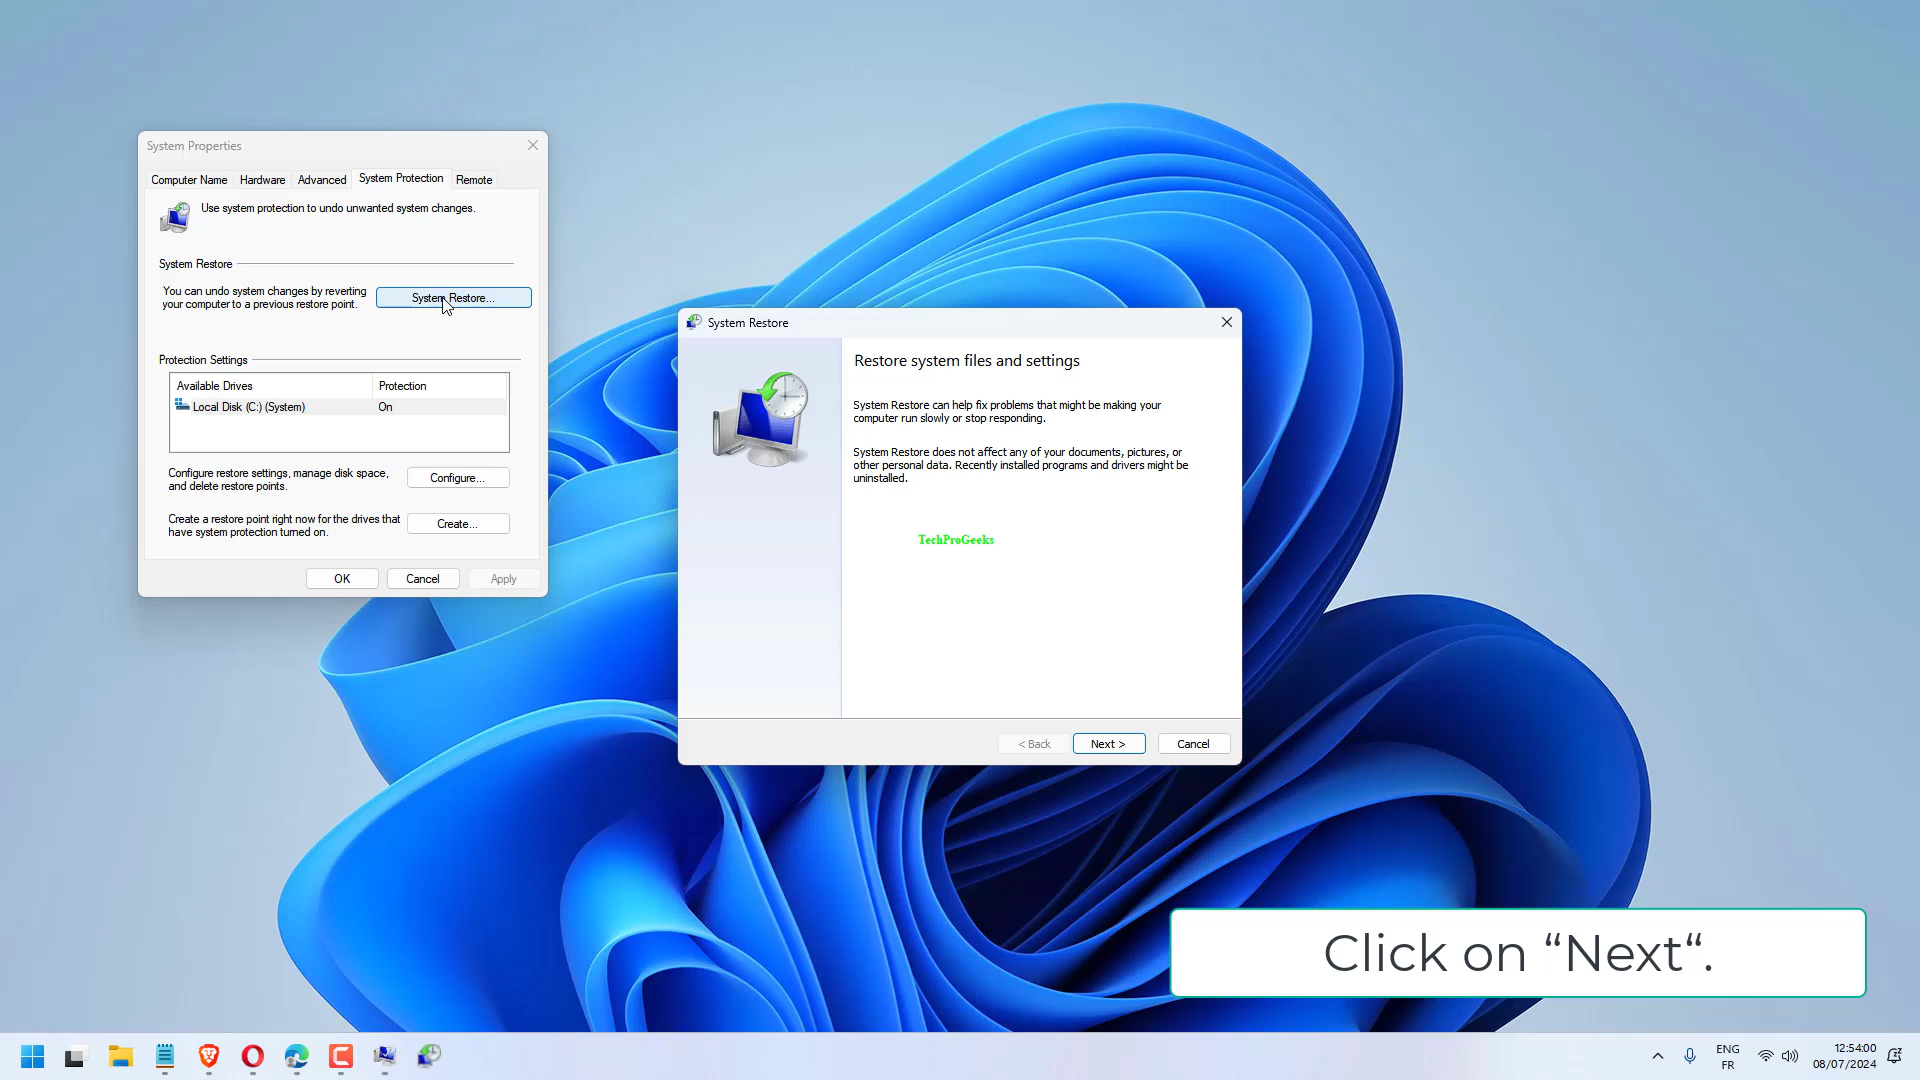 System Properties
Computer Name Hardware Advanced System Protection Remote
Use system protection to undo unwanted system changes.
System Restore
You can undo system changes by reverting
your computer to a previous restore point.
System Restore...
Protection Settings
Available Drives Protection
Local Disk (C:) (System) On
Configure restore settings, manage disk space,
and delete restore points.
Configure...
Create a restore point right now for the drives that
have system protection turned on.
Create...
OK Cancel Apply
System Restore
Restore system files and settings
System Restore can help fix problems that might be making your
computer run slowly or stop responding.
System Restore does not affect any of your documents, pictures, or
other personal data. Recently installed programs and drivers might be
uninstalled.
TechProGeeks
< Back Next > Cancel
Click on “Next“.
ENG
FR
12:54:00
08/07/2024